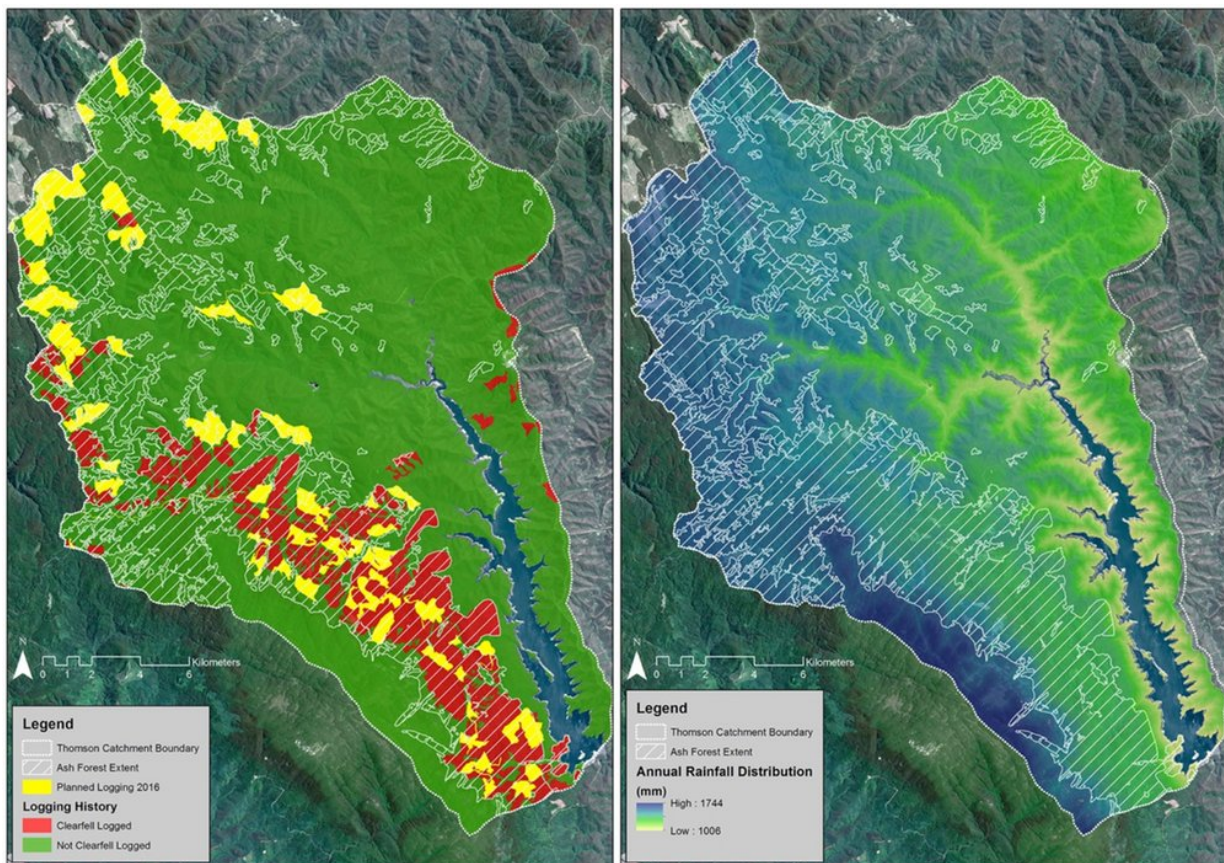 N
Kilometers
0 1 2 4 6
Legend
Thomson Catchment Boundary
Ash Forest Extent
Planned Logging 2016
Logging History
Clearfell Logged
Not Clearfell Logged
N
Kilometers
0 1 2 4 6
Legend
Thomson Catchment Boundary
Ash Forest Extent
Annual Rainfall Distribution
(mm)
High : 1744
Low : 1006